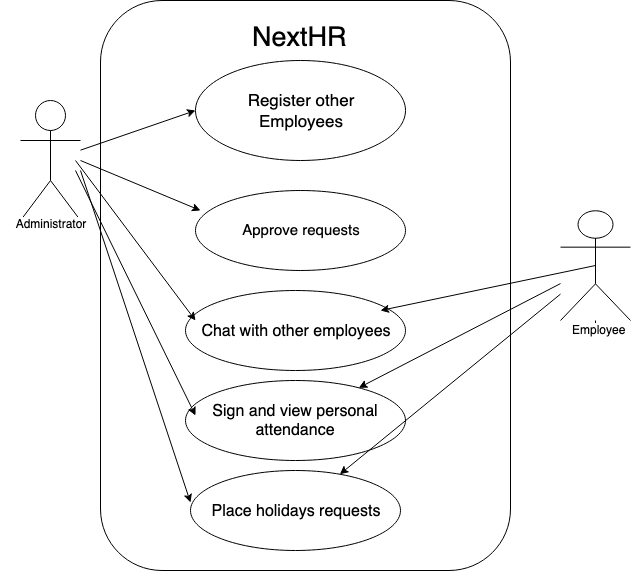 NextHR
Register other
Employees
Administrator
Approve requests
Chat with other employees
Employee
Sign and view personal
attendance
Place holidays requests